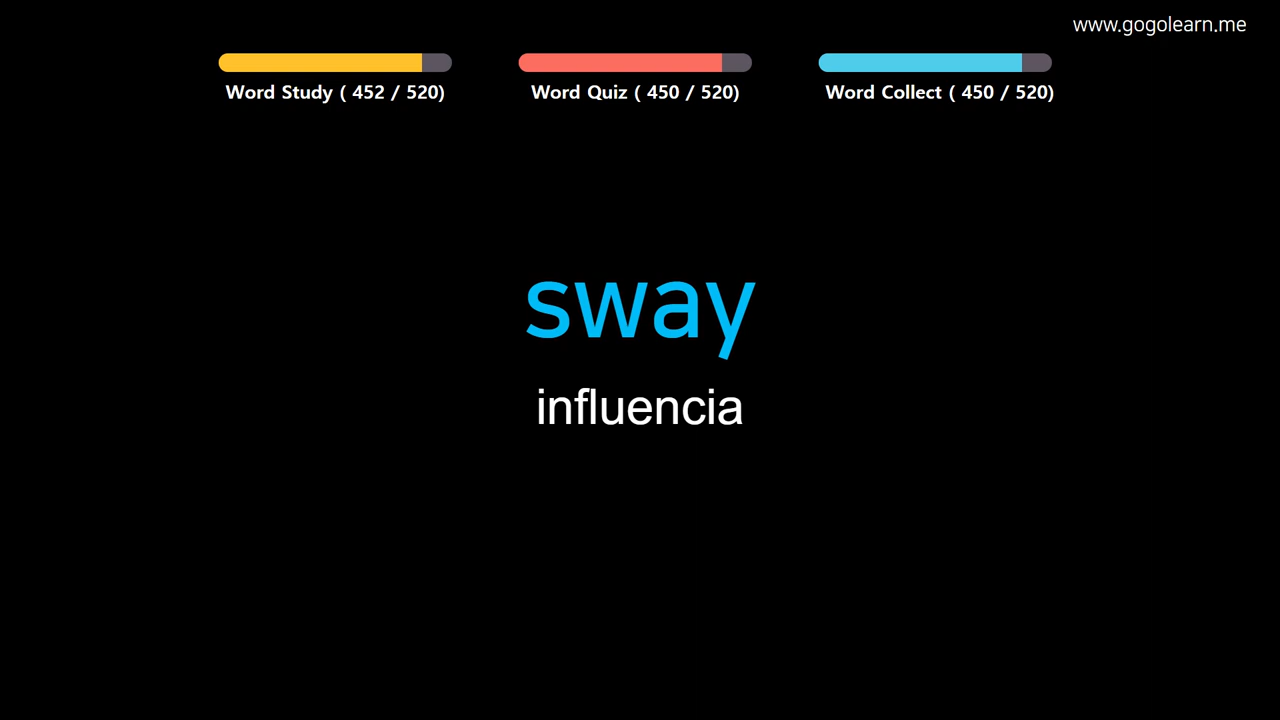 www.gogolearn.me
Word Study ( 452 / 520)
Word Quiz ( 450 / 520)
Word Collect ( 450 / 520)
sway
influencia